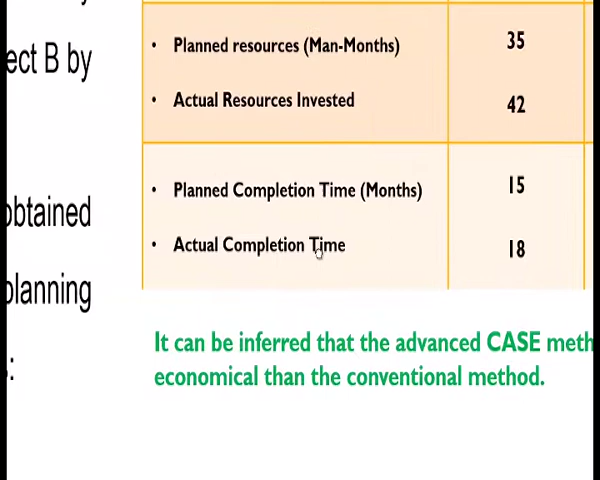 ect B by
obtained
planning
:
• Planned resources (Man-Months) 35
• Actual Resources Invested 42
• Planned Completion Time (Months) 15
• Actual Completion Time 18
It can be inferred that the advanced CASE meth
economical than the conventional method.